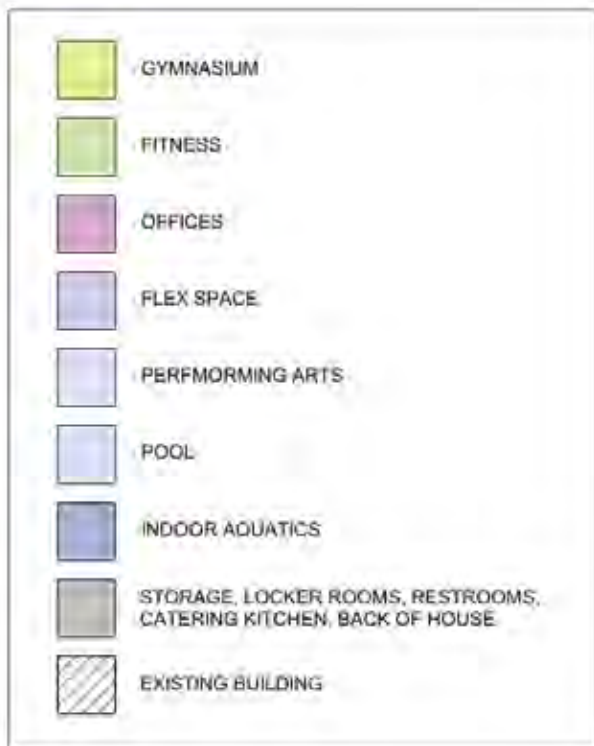 GYMNASIUM
FITNESS
OFFICES
FLEX SPACE
PERFMORMING ARTS
POOL
INDOOR AQUATICS
STORAGE, LOCKER ROOMS, RESTROOMS,
CATERING KITCHEN, BACK OF HOUSE
EXISTING BUILDING